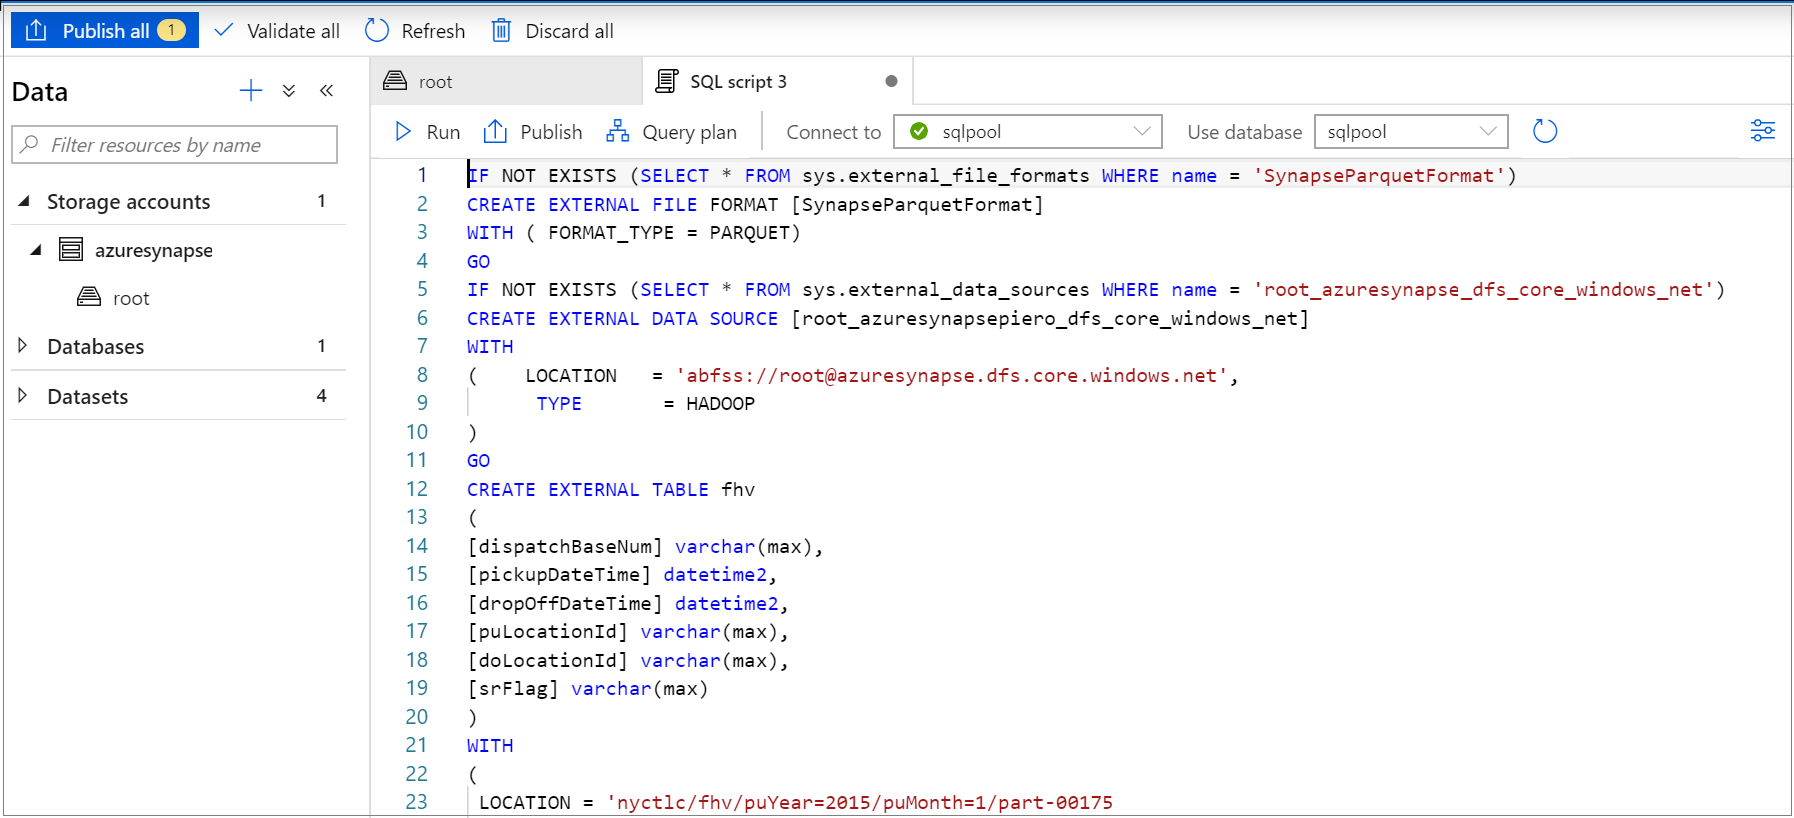 Publish all 1 Validate all Refresh Discard all
Data
Filter resources by name
Storage accounts 1
azuresynapse
root
Databases 1
Datasets 4
root
SQL script 3
Run Publish Query plan Connect to sqlpool Use database sqlpool
1 IF NOT EXISTS (SELECT * FROM sys.external_file_formats WHERE name = 'SynapseParquetFormat')
2 CREATE EXTERNAL FILE FORMAT [SynapseParquetFormat]
3 WITH ( FORMAT_TYPE = PARQUET)
4 GO
5 IF NOT EXISTS (SELECT * FROM sys.external_data_sources WHERE name = 'root_azuresynapse_dfs_core_windows_net')
6 CREATE EXTERNAL DATA SOURCE [root_azuresynapsepiero_dfs_core_windows_net]
7 WITH
8 ( LOCATION = 'abfss://root@azuresynapse.dfs.core.windows.net',
9 TYPE = HADOOP
10 )
11 GO
12 CREATE EXTERNAL TABLE fhv
13 (
14 [dispatchBaseNum] varchar(max),
15 [pickupDateTime] datetime2,
16 [dropOffDateTime] datetime2,
17 [puLocationId] varchar(max),
18 [doLocationId] varchar(max),
19 [srFlag] varchar(max)
20 )
21 WITH
22 (
23 LOCATION = 'nyctlc/fhv/puYear=2015/puMonth=1/part-00175